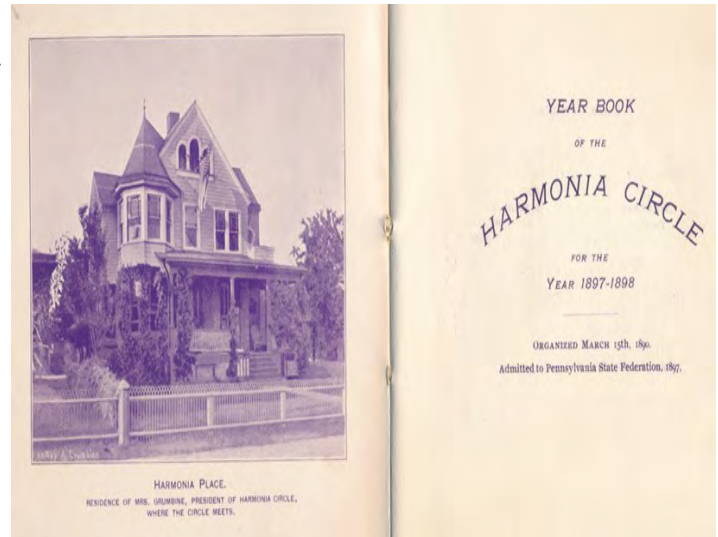 HARMONIA PLACE.
RESIDENCE OF MRS. GRUMBINE, PRESIDENT OF HARMONIA CIRCLE,
WHERE THE CIRCLE MEETS.
YEAR BOOK
OF THE
HARMONIA CIRCLE
FOR THE
YEAR 1897-1898
ORGANIZED MARCH 15th, 1890.
Admitted to Pennsylvania State Federation, 1897.